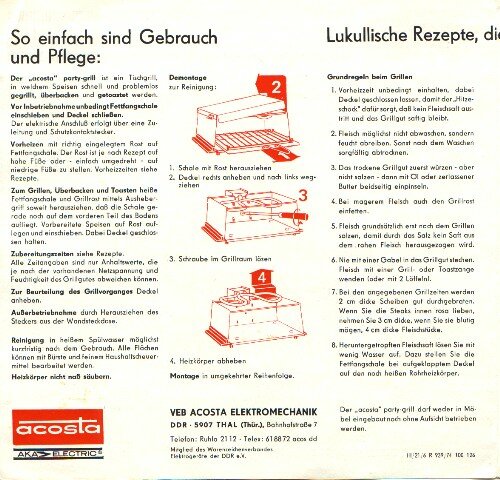 So einfach sind Gebrauch
und Pflege:
Der „acosta" party-grill ist ein Tischgrill,
in welchem Speisen schnell und problemlos
gegrillt, überbacken und getoastet werden.
Vor Inbetriebnahme unbedingt Fettfangschale
einschieben und Deckel schließen.
Der elektrische Anschluß erfolgt über eine Zu-
leitung und Schutzkontaktstecker.
Vorheizen mit richtig eingelegtem Rost auf
Fettfangschale. Der Rost ist je nach Rezept auf
hohe Füße oder - einfach umgedreht - auf
niedrige Füße zu stellen. Vorheizzeiten siehe
Rezepte.
Zum Grillen, Überbacken und Toasten heiße
Fettfangschale und Grillrost mittels Aushebe-
griff soweit herausziehen, daß die Schale ge-
rade noch auf dem vorderen Teil des Bodens
aufliegt. Vorbereitete Speisen auf Rost auf-
legen und einschieben. Dabei Deckel geschlos-
sen halten.
Zubereitungszeiten siehe Rezepte.
Alle Zeitangaben sind nur Anhaltswerte, die
je nach der vorhandenen Netzspannung und
Feuchtigkeit des Grillgutes abweichen können.
Zur Beurteilung des Grillvorganges Deckel
anheben.
Außerbetriebnahme durch Herausziehen des
Steckers aus der Wandsteckdose.
Reinigung in heißem Spülwasser möglichst
kurzfristig nach dem Gebrauch. Alle Flächen
können mit Bürste und feinem Haushaltscheuer-
mittel bearbeitet werden.
Heizkörper nicht naß säubern.
acosta
AKA ELECTRIC
Demontage
zur Reinigung:
2
1. Schale mit Rost herausziehen
2. Deckel rechts anheben und nach links weg-
ziehen
3
3. Schraube im Grillraum lösen
4
4. Heizkörper abheben
Montage in umgekehrter Reihenfolge.
VEB ACOSTA ELEKTROMECHANIK
DDR - 5907 THAL (Thür.), Bahnholstraße 7
Telefon: Ruhla 2112 - Telex: 618872 acos dd
Mitglied des Warenzeichenverbandes
Elektrogeräte der DDR e.V.
Lukullische Rezepte, die
Grundregeln beim Grillen
1. Vorheizzeit unbedingt einhalten, dabei
Deckel geschlossen lassen, damit der „Hitze-
schock" dafür sorgt, daß kein Fleischsaft aus-
tritt und das Grillgut saftig bleibt.
2. Fleisch möglichst nicht abwaschen, sondern
feucht abreiben. Sonst nach dem Waschen
sorgfältig abtrocknen.
3. Das trockene Grillgut zuerst würzen - aber
nicht salzen - dann mit Öl oder zerlassener
Butter beidseitig einpinseln.
4. Bei magerem Fleisch auch den Grillrost
einfetten.
5. Fleisch grundsätzlich erst nach dem Grillen
salzen, damit durch das Salz kein Saft aus
dem rohen Fleisch herausgezogen wird.
6. Nie mit einer Gabel in das Grillgut stechen.
Fleisch mit einer Grill- oder Toastzange
wenden (oder mit 2 Löffeln).
7. Bei den angegebenen Grillzeiten werden
2 cm dicke Scheiben gut durchgebraten.
Wenn Sie die Steaks innen rosa lieben,
nehmen Sie 3 cm dicke, wenn Sie sie blutig
mögen, 4 cm dicke Fleischstücke.
8. Heruntergetropften Fleischsaft lösen Sie mit
wenig Wasser auf. Dazu stellen Sie die
Fettfangschale bei aufgeklapptem Deckel
auf den noch heißen Rohrheizkörper.
Der „acosta" party-grill darf weder in Mö-
bel eingebaut noch ohne Aufsicht betrieben
werden.
III/21/6 R 939/74 100 126